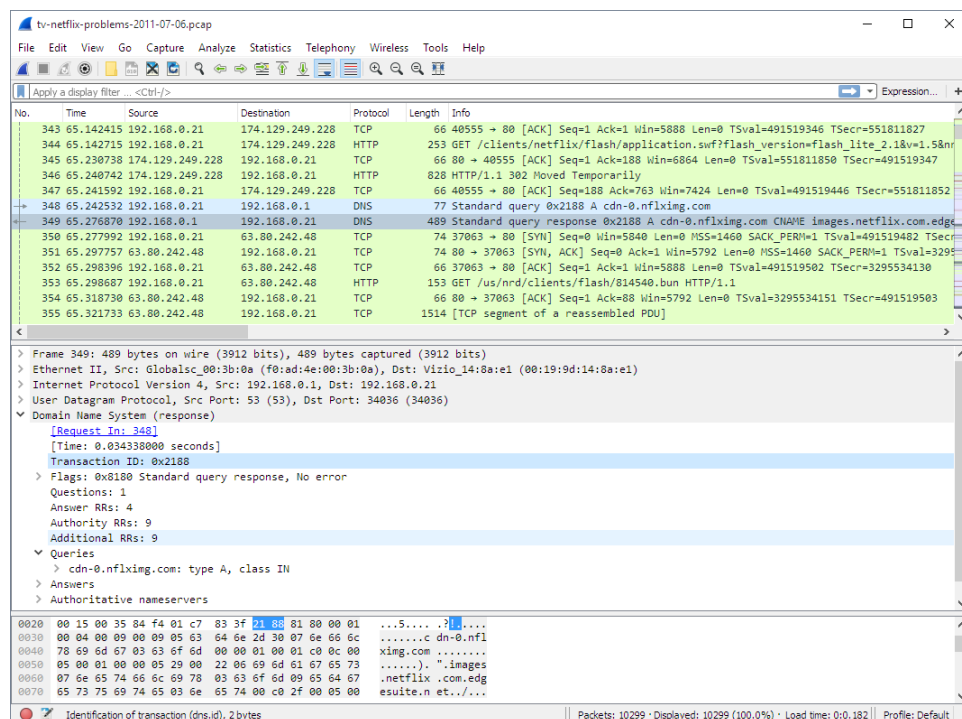 tv-netflix-problems-2011-07-06.pcap
File Edit View Go Capture Analyze Statistics Telephony Wireless Tools Help
Apply a display filter ... <Ctrl-/> Expression... +
No. Time Source Destination Protocol Length Info
343 65.142415 192.168.0.21 174.129.249.228 TCP 66 40555 → 80 [ACK] Seq=1 Ack=1 Win=5888 Len=0 TSval=491519346 TSecr=551811827
344 65.142715 192.168.0.21 174.129.249.228 HTTP 253 GET /clients/netflix/flash/application.swf?flash_version=flash_lite_2.1&v=1.5&nr
345 65.230738 174.129.249.228 192.168.0.21 TCP 66 80 → 40555 [ACK] Seq=1 Ack=188 Win=6864 Len=0 TSval=551811850 TSecr=491519347
346 65.240742 174.129.249.228 192.168.0.21 HTTP 828 HTTP/1.1 302 Moved Temporarily
347 65.241592 192.168.0.21 174.129.249.228 TCP 66 40555 → 80 [ACK] Seq=188 Ack=763 Win=7424 Len=0 TSval=491519446 TSecr=551811852
348 65.242532 192.168.0.21 192.168.0.1 DNS 77 Standard query 0x2188 A cdn-0.nflximg.com
349 65.276870 192.168.0.1 192.168.0.21 DNS 489 Standard query response 0x2188 A cdn-0.nflximg.com CNAME images.netflix.com.edge
350 65.277992 192.168.0.21 63.80.242.48 TCP 74 37063 → 80 [SYN] Seq=0 Win=5840 Len=0 MSS=1460 SACK_PERM=1 TSval=491519482 TSecr
351 65.297757 63.80.242.48 192.168.0.21 TCP 74 80 → 37063 [SYN, ACK] Seq=0 Ack=1 Win=5792 Len=0 MSS=1460 SACK_PERM=1 TSval=3295
352 65.298396 192.168.0.21 63.80.242.48 TCP 66 37063 → 80 [ACK] Seq=1 Ack=1 Win=5888 Len=0 TSval=491519502 TSecr=3295534130
353 65.298687 192.168.0.21 63.80.242.48 HTTP 153 GET /us/nrd/clients/flash/814540.bun HTTP/1.1
354 65.318730 63.80.242.48 192.168.0.21 TCP 66 80 → 37063 [ACK] Seq=1 Ack=88 Win=5792 Len=0 TSval=3295534151 TSecr=491519503
355 65.321733 63.80.242.48 192.168.0.21 TCP 1514 [TCP segment of a reassembled PDU]
Frame 349: 489 bytes on wire (3912 bits), 489 bytes captured (3912 bits)
Ethernet II, Src: Globalsc_00:3b:0a (f0:ad:4e:00:3b:0a), Dst: Vizio_14:8a:e1 (00:19:9d:14:8a:e1)
Internet Protocol Version 4, Src: 192.168.0.1, Dst: 192.168.0.21
User Datagram Protocol, Src Port: 53 (53), Dst Port: 34036 (34036)
Domain Name System (response)
[Request In: 348]
[Time: 0.034338000 seconds]
Transaction ID: 0x2188
Flags: 0x8180 Standard query response, No error
Questions: 1
Answer RRs: 4
Authority RRs: 9
Additional RRs: 9
Queries
cdn-0.nflximg.com: type A, class IN
Answers
Authoritative nameservers
0020 00 15 00 35 84 f4 01 c7 83 3f 21 88 81 80 00 01 ...5.... .?!.....
0030 00 04 00 09 00 09 05 63 64 6e 2d 30 07 6e 66 6c .......c dn-0.nfl
0040 78 69 6d 67 03 63 6f 6d 00 00 01 00 01 c0 0c 00 ximg.com ........
0050 05 00 01 00 00 05 29 00 22 06 69 6d 61 67 65 73 ......). ".images
0060 07 6e 65 74 66 6c 69 78 03 63 6f 6d 09 65 64 67 .netflix .com.edg
0070 65 73 75 69 74 65 03 6e 65 74 00 c0 2f 00 05 00 esuite.n et../...
Identification of transaction (dns.id), 2 bytes Packets: 10299 · Displayed: 10299 (100.0%) · Load time: 0:0.182 Profile: Default